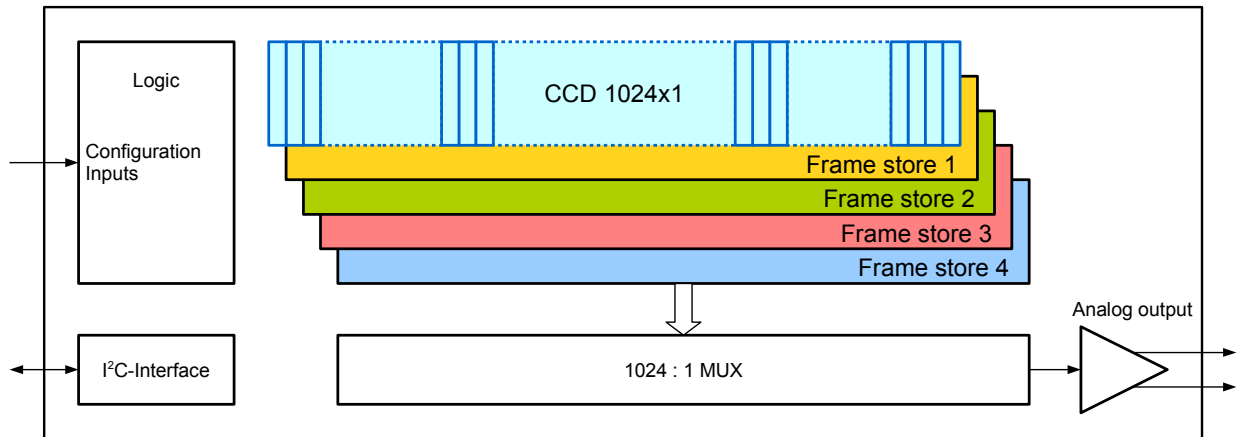 Logic
Configuration
Inputs
CCD 1024x1
Frame store 1
Frame store 2
Frame store 3
Frame store 4
Analog output
I²C-Interface
1024 : 1 MUX